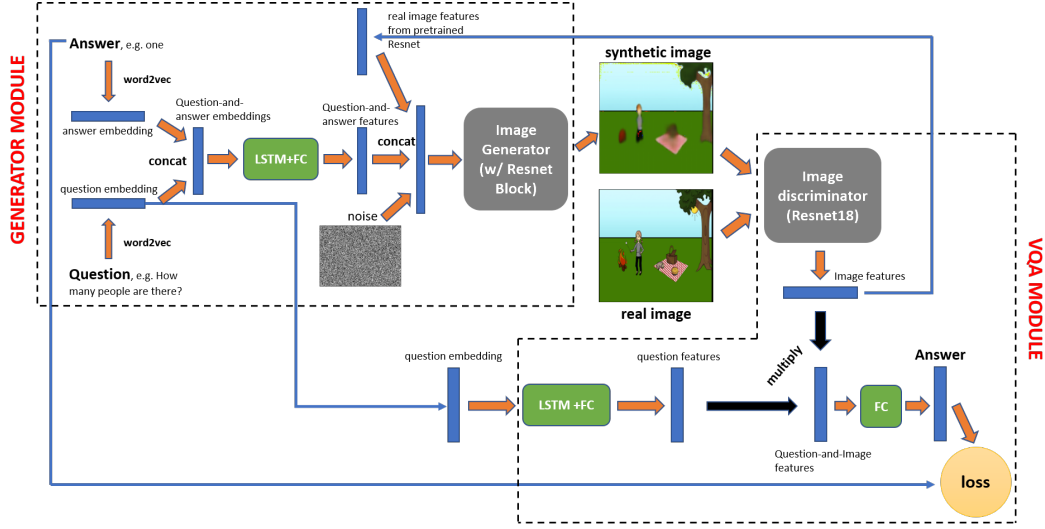 GENERATOR MODULE
Answer, e.g. one
word2vec
answer embedding
concat
question embedding
word2vec
Question, e.g. How
many people are there?
Question-and-
answer embeddings
LSTM+FC
real image features
from pretrained
Resnet
Question-and-
answer features
concat
noise
Image
Generator
(w/ Resnet
Block)
synthetic image
real image
Image
discriminator
(Resnet18)
Image features
VQA MODULE
question embedding
LSTM +FC
question features
multiply
Question-and-Image
features
FC
Answer
loss